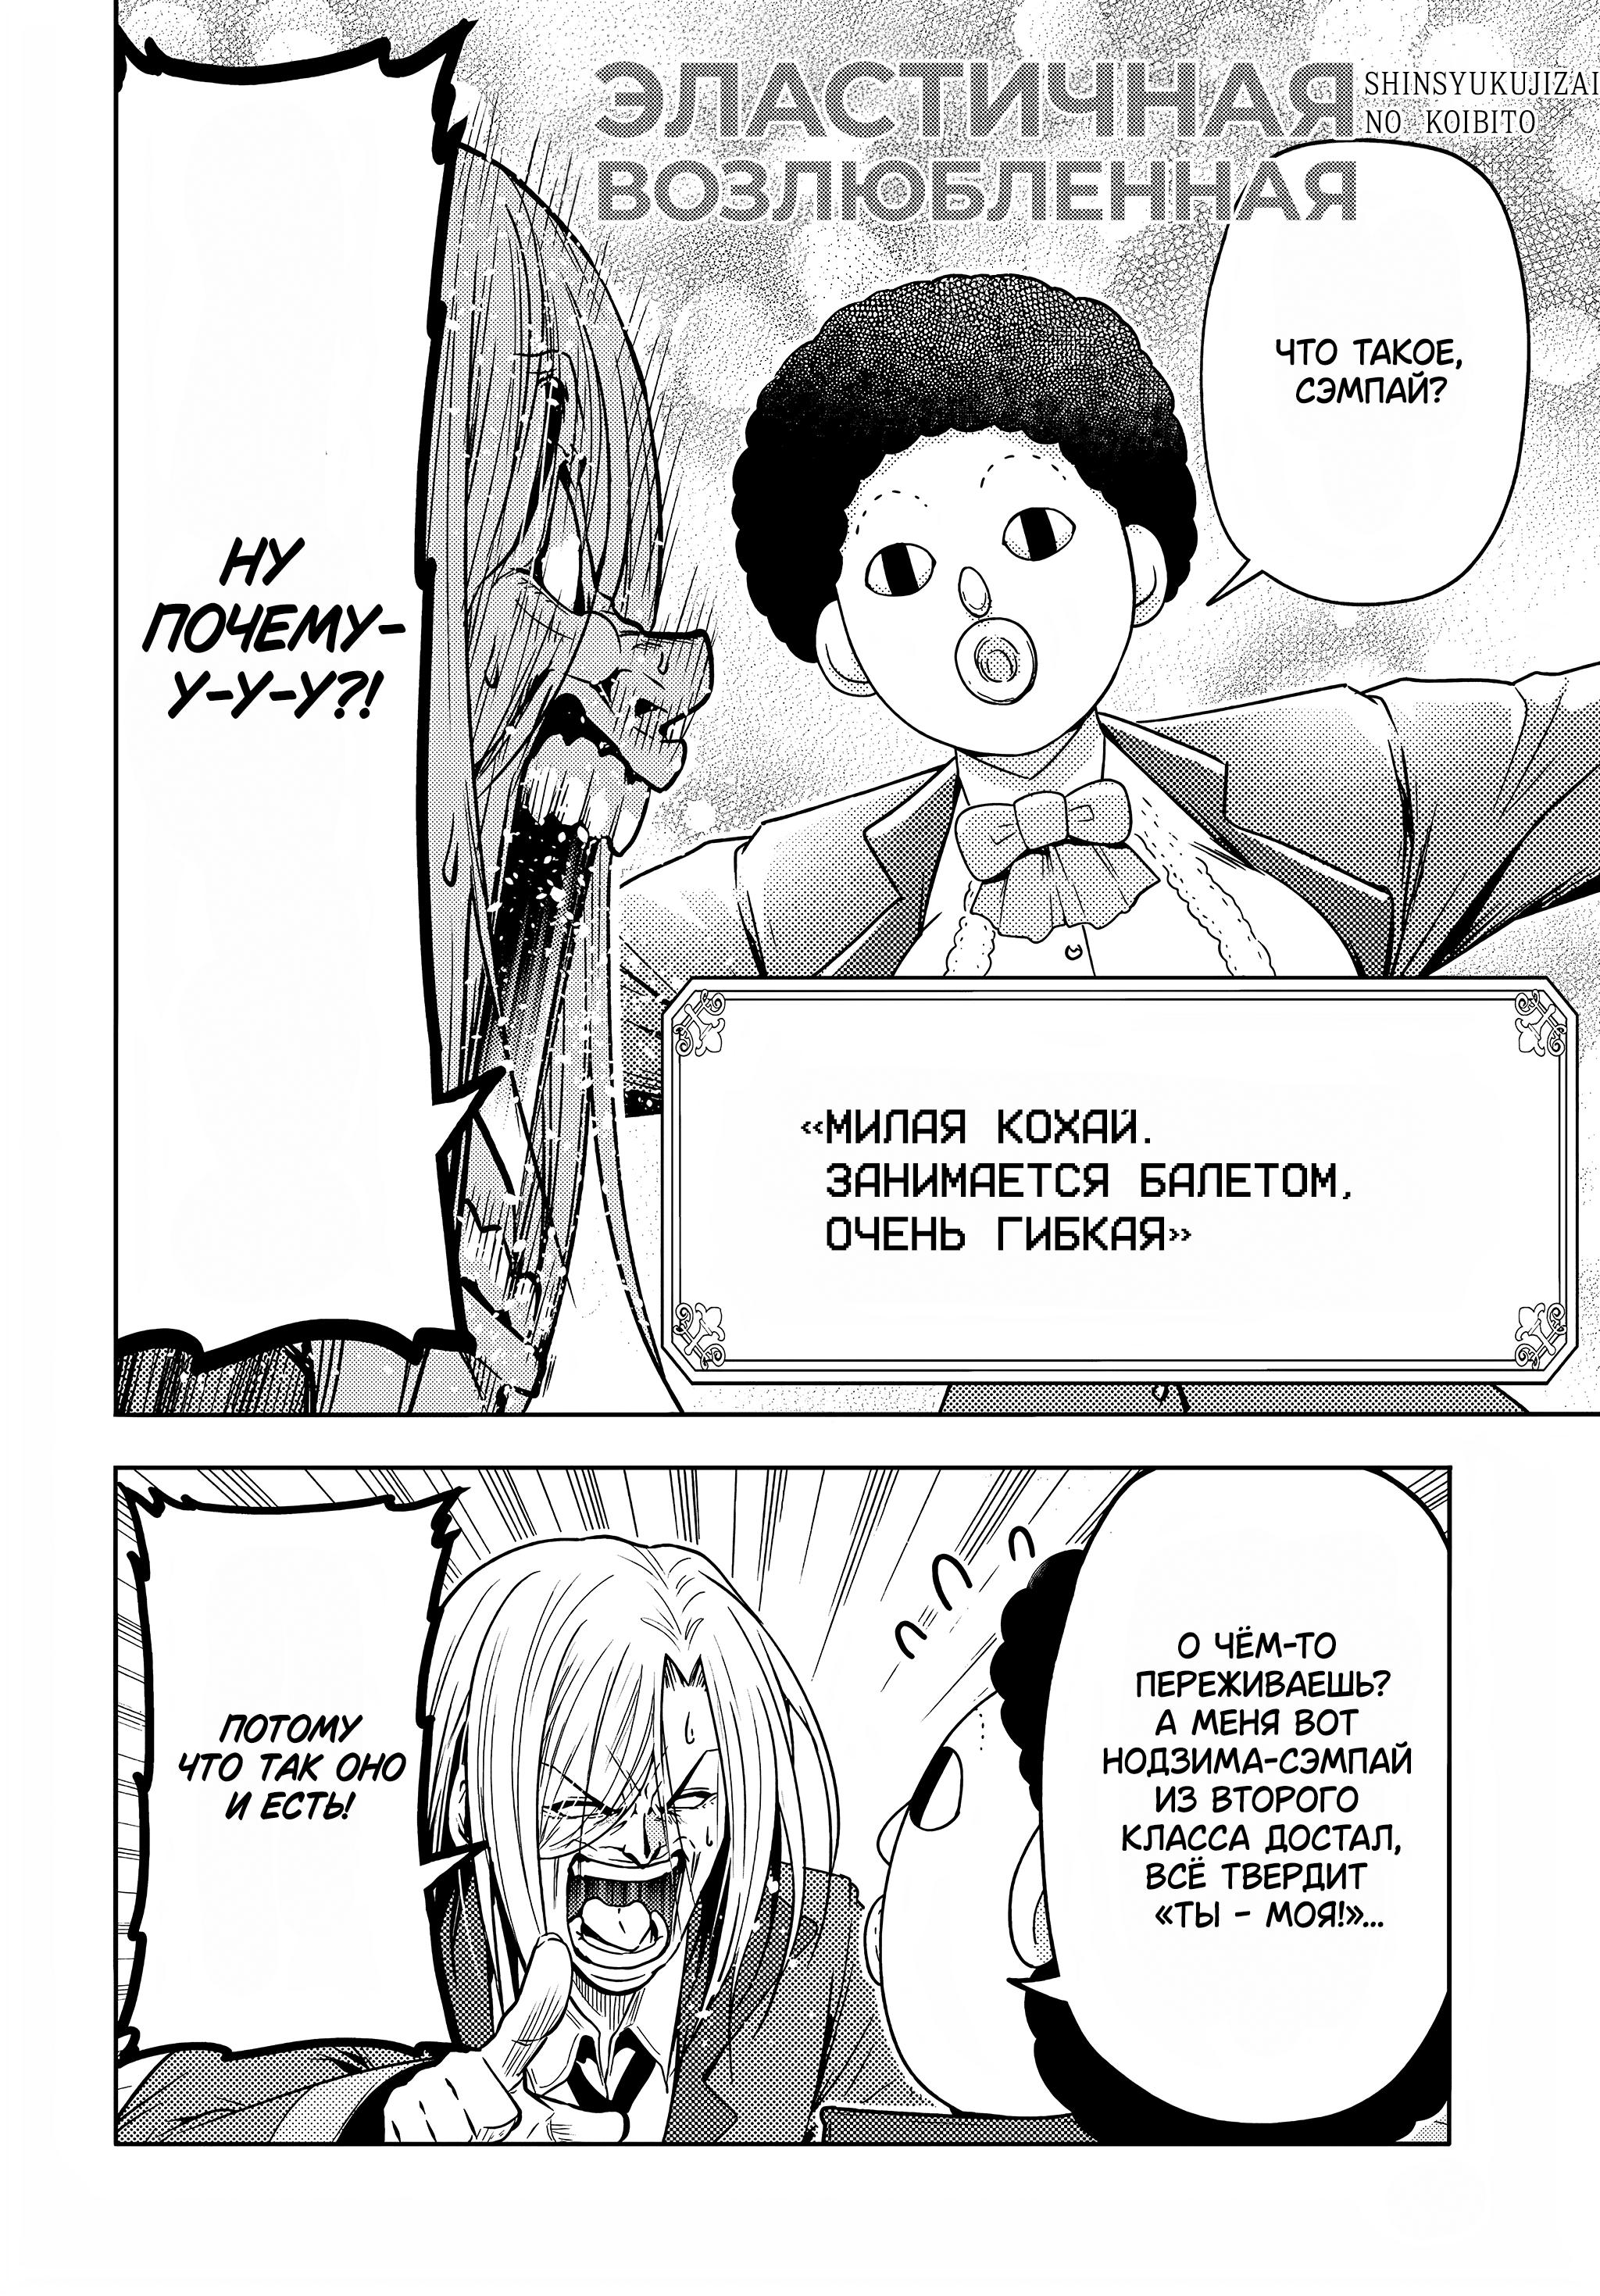 ЭЛАСТИЧНАЯ
ВОЗЛЮБЛЕННАЯ
SHINSYUKUJIZAI
NO KOIBITO
ЧТО ТАКОЕ,
СЭМПАЙ?
НУ
ПОЧЕМУ-
У-У-У?!
«МИЛАЯ КОХАЙ.
ЗАНИМАЕТСЯ БАЛЕТОМ,
ОЧЕНЬ ГИБКАЯ»
О ЧЁМ-ТО
ПЕРЕЖИВАЕШЬ?
А МЕНЯ ВОТ
НОДЗИМА-СЭМПАЙ
ИЗ ВТОРОГО
КЛАССА ДОСТАЛ,
ВСЁ ТВЕРДИТ
«ТЫ - МОЯ!»...
ПОТОМУ
ЧТО ТАК ОНО
И ЕСТЬ!